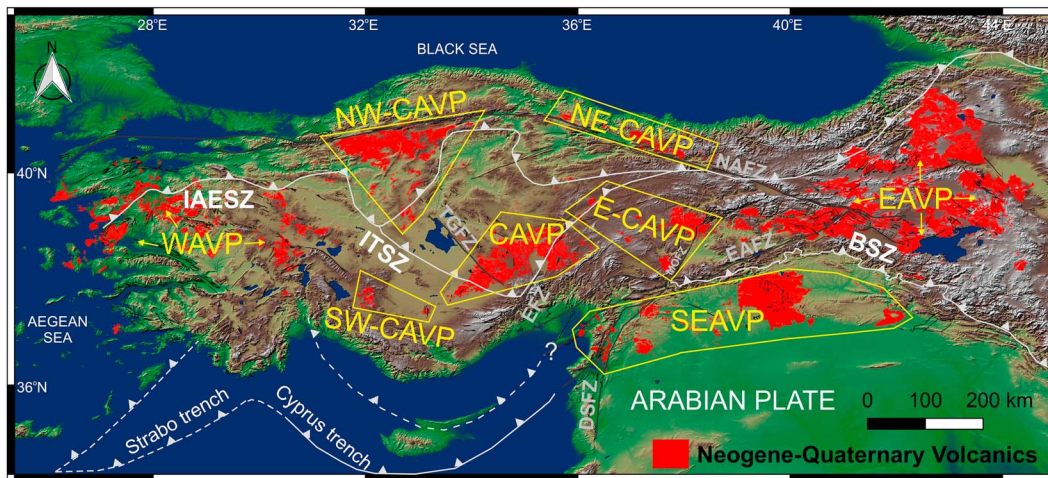 28°E
32°E
36°E
40°E
44°E
N
BLACK SEA
NW-CAVP
NE-CAVP
NAFZ
40°N
IAESZ
EAVP
WAVP
ITSZ
TGFZ
CAVP
E-CAVP
MOFZ
EAFZ
BSZ
EFZ
SW-CAVP
SEAVP
AEGEAN
SEA
?
36°N
Strabo trench
Cyprus trench
DSFZ
ARABIAN PLATE
0 100 200 km
Neogene-Quaternary Volcanics